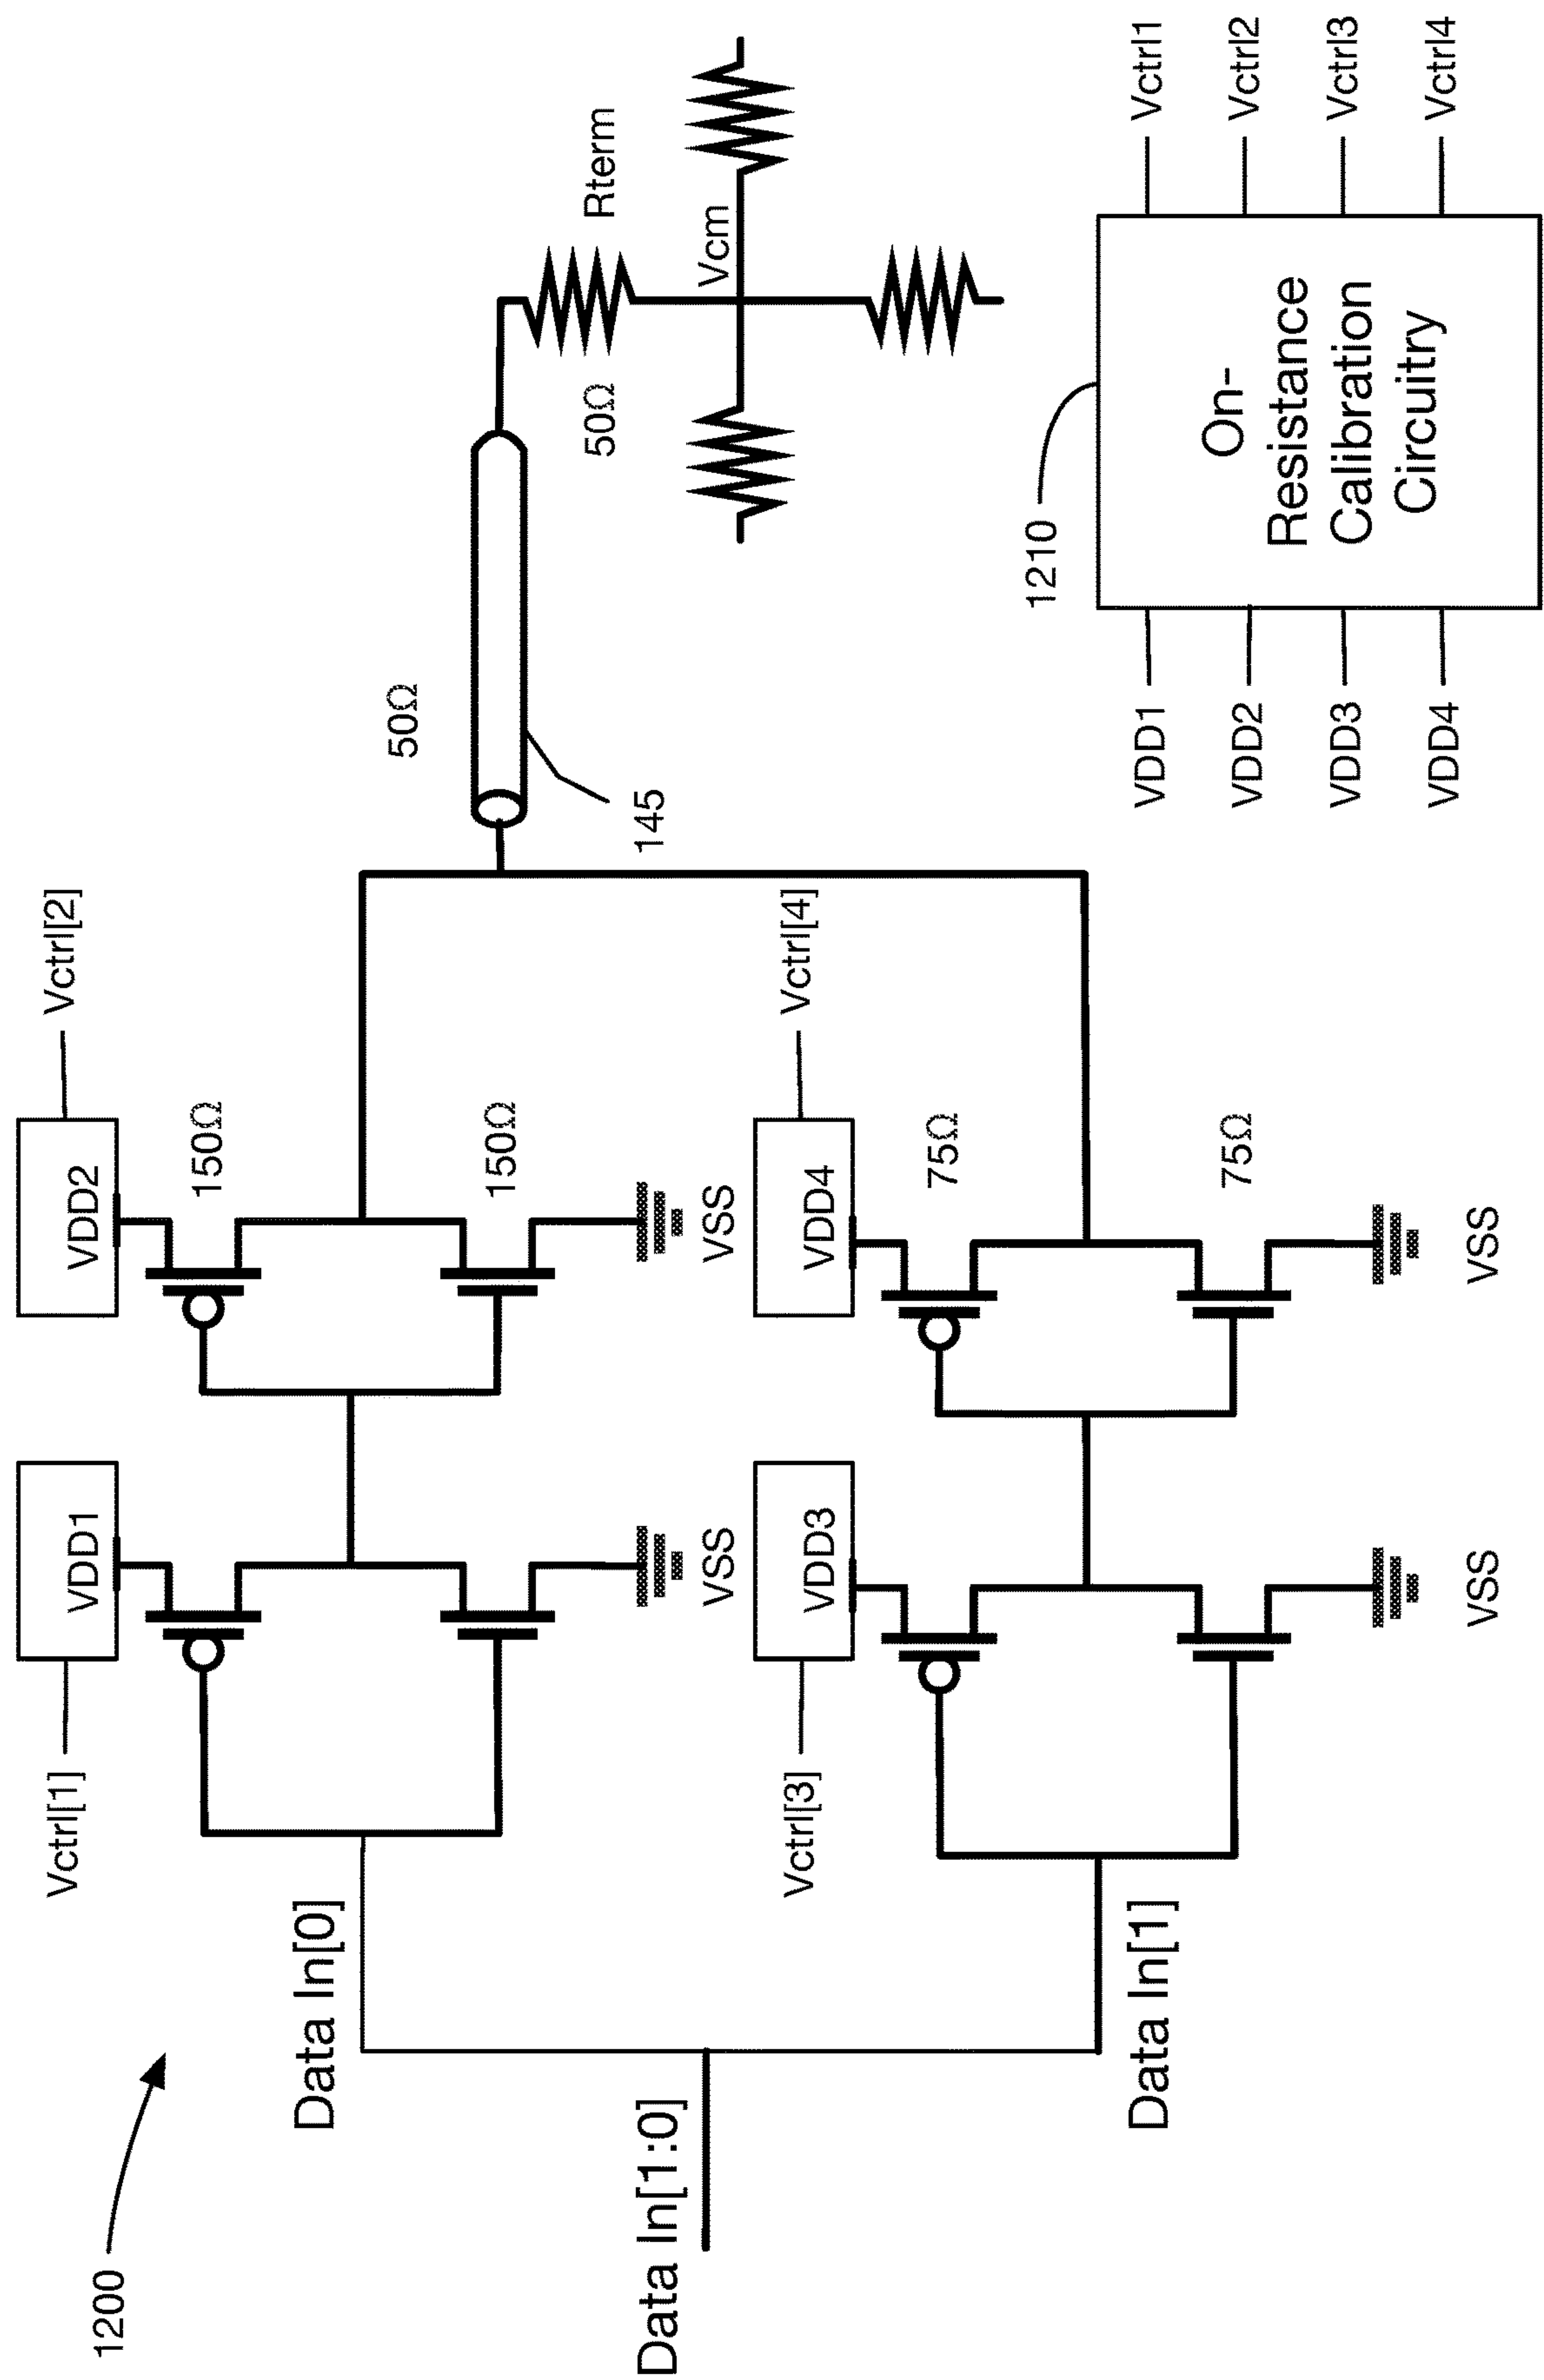 1200
Data In[1:0]
Data In[0]
Data In[1]
Vctrl[1]
VDD1
VSS
VDD2
Vctrl[2]
150Ω
150Ω
VSS
Vctrl[3]
VDD3
VSS
VDD4
Vctrl[4]
75Ω
75Ω
VSS
50Ω
145
50Ω
Rterm
Vcm
1210
VDD1
VDD2
VDD3
VDD4
On-
Resistance
Calibration
Circuitry
Vctrl1
Vctrl2
Vctrl3
Vctrl4